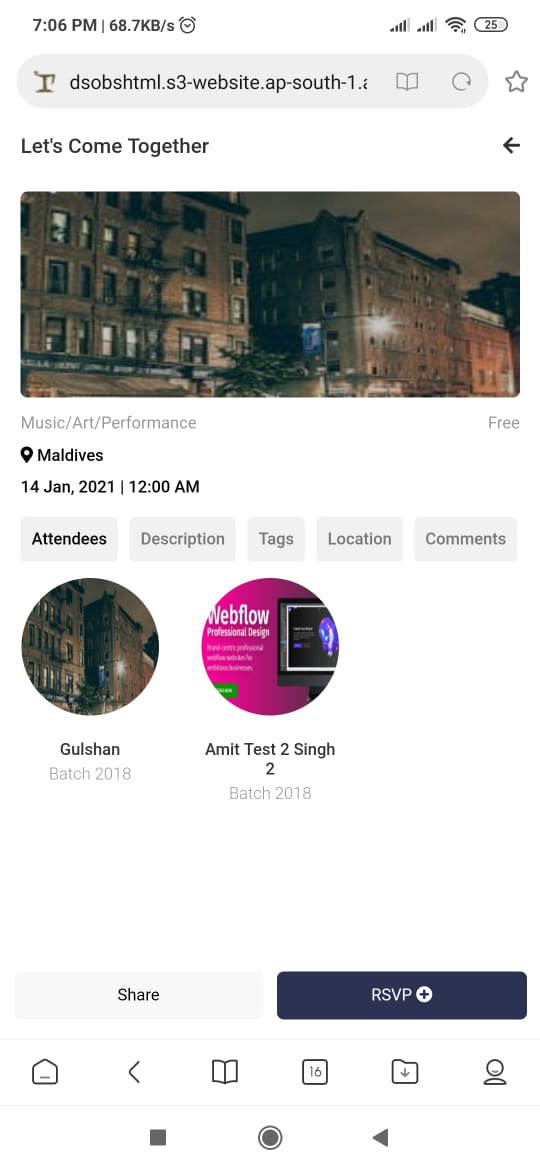 7:06 PM | 68.7KB/s
25
dsobshtml.s3-website.ap-south-1.a
Let's Come Together
Music/Art/Performance
Free
Maldives
14 Jan, 2021 | 12:00 AM
Attendees
Description
Tags
Location
Comments
Webflow
Professional Design
Brand-centric professional
webflow websites for
ambitious businesses
Gulshan
Batch 2018
Amit Test 2 Singh
2
Batch 2018
Share
RSVP
16